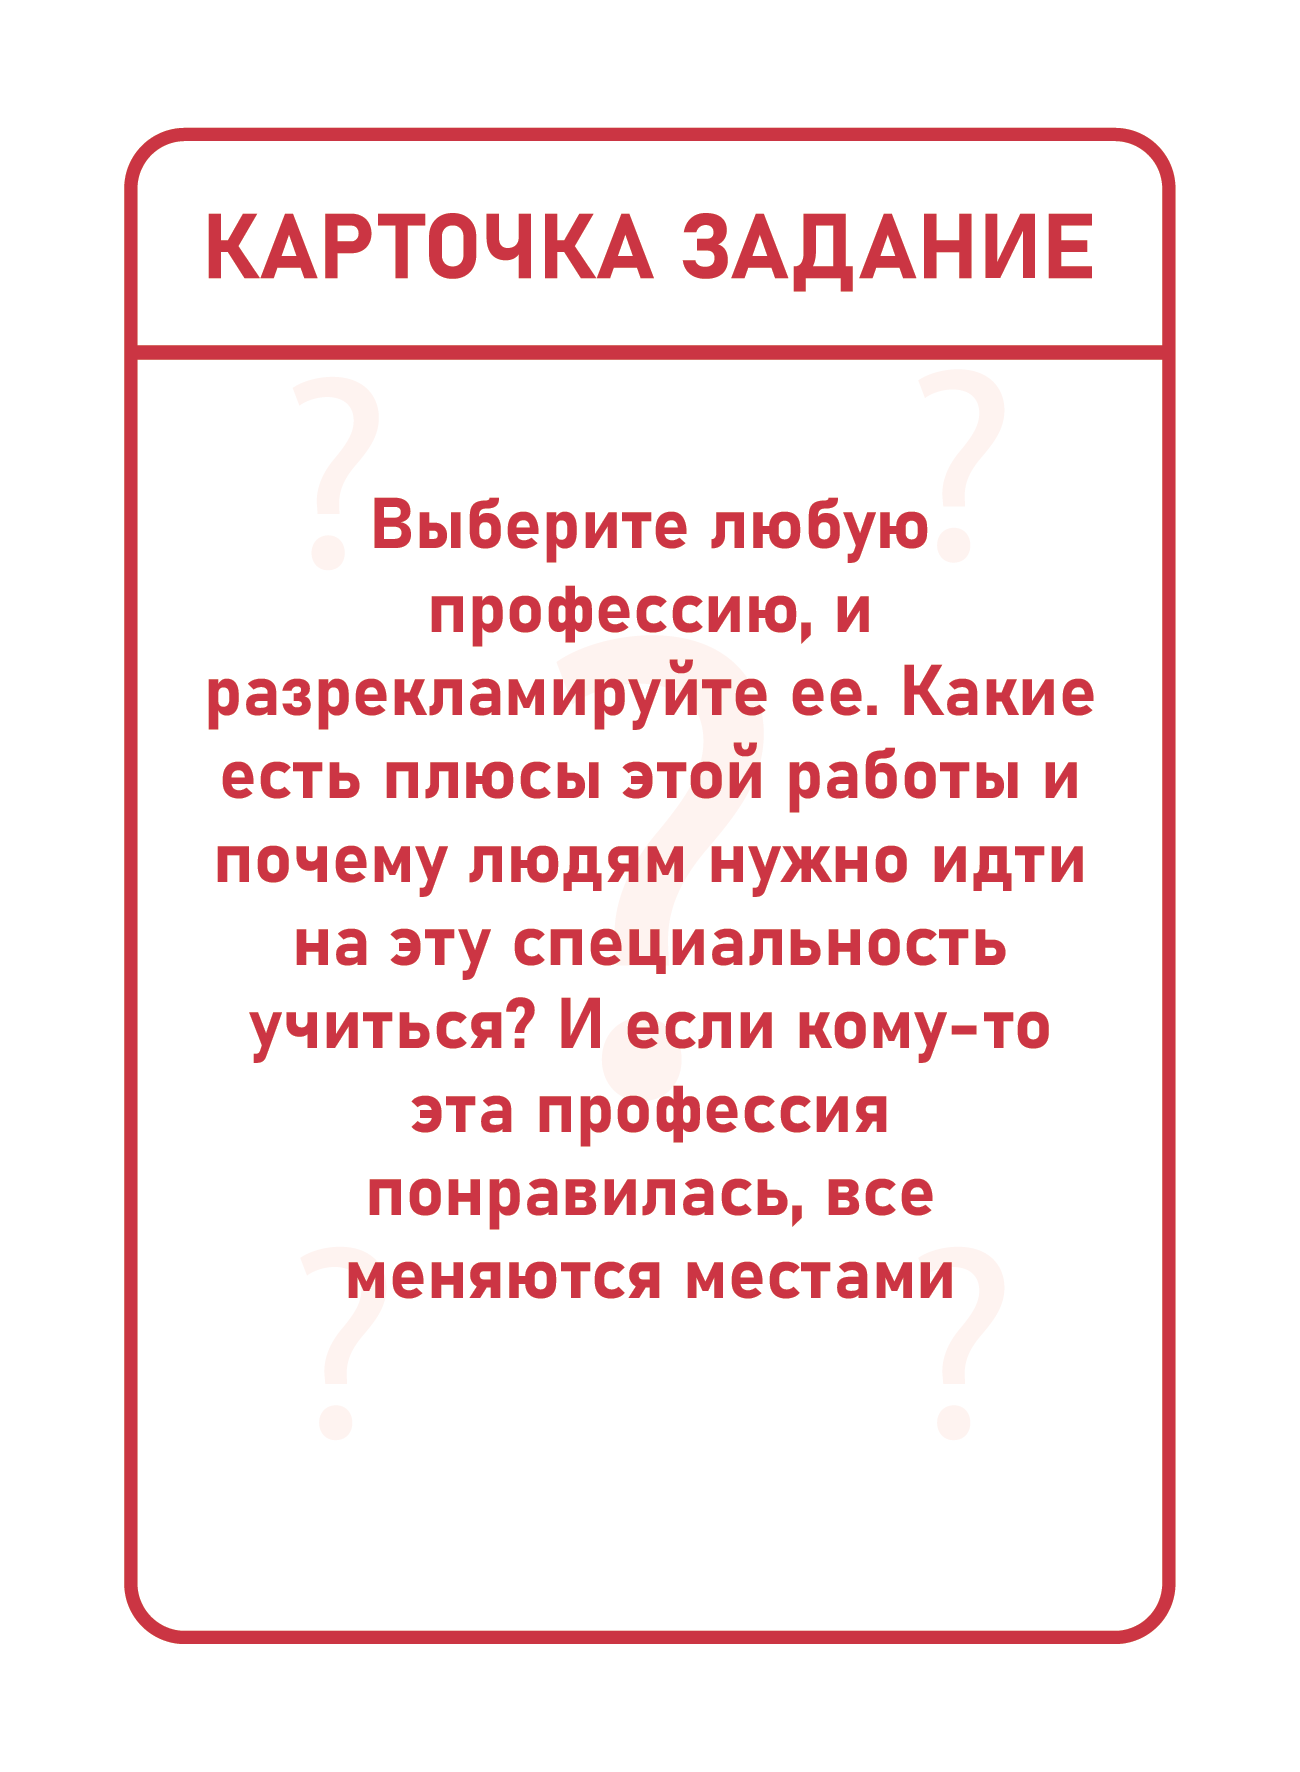 КАРТОЧКА ЗАДАНИЕ
Выберите любую
профессию, и
разрекламируйте ее. Какие
есть плюсы этой работы и
почему людям нужно идти
на эту специальность
учиться? И если кому-то
эта профессия
понравилась, все
меняются местами